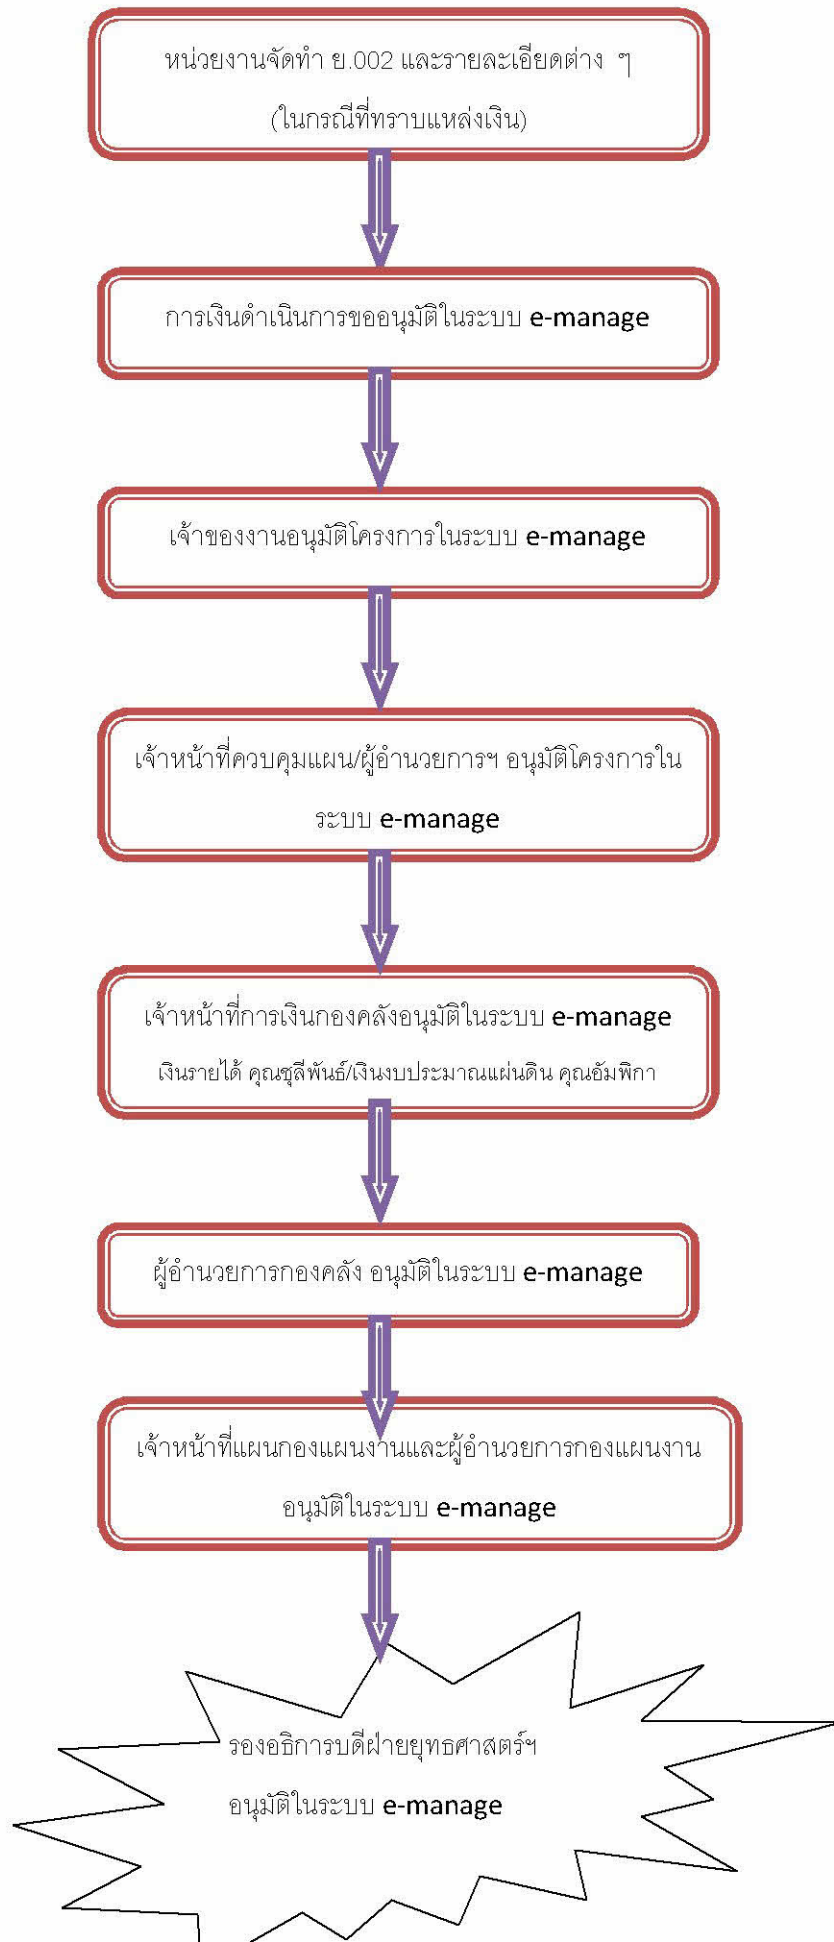 หน่วยงานจัดทำ ย.002 และรายละเอียดต่าง ๆ
(ในกรณีที่ทราบแหล่งเงิน)
การเงินดำเนินการขออนุมัติในระบบ e-manage
เจ้าของงานอนุมัติโครงการในระบบ e-manage
เจ้าหน้าที่ควบคุมแผน/ผู้อำนวยการฯ อนุมัติโครงการใน
ระบบ e-manage
เจ้าหน้าที่การเงินกองคลังอนุมัติในระบบ e-manage
เงินรายได้ คุณชุลีพันธ์/เงินงบประมาณแผ่นดิน คุณอัมพิกา
ผู้อำนวยการกองคลัง อนุมัติในระบบ e-manage
เจ้าหน้าที่แผนกองแผนงานและผู้อำนวยการกองแผนงาน
อนุมัติในระบบ e-manage
รองอธิการบดีฝ่ายยุทธศาสตร์ฯ
อนุมัติในระบบ e-manage